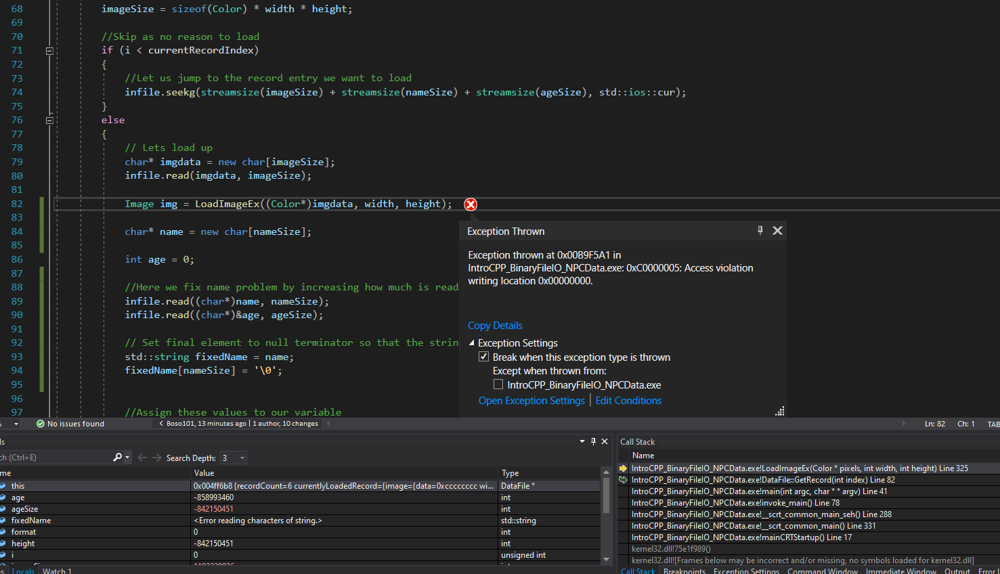 68 imageSize = sizeof(Color) * width * height;
69
70 //Skip as no reason to load
71 if (i < currentRecordIndex)
72 {
73 //Let us jump to the record entry we want to load
74 infile.seekg(streamsize(imageSize) + streamsize(nameSize) + streamsize(ageSize), std::ios::cur);
75 }
76 else
77 {
78 // Lets load up
79 char* imgdata = new char[imageSize];
80 infile.read(imgdata, imageSize);
81
82 Image img = LoadImageEx((Color*)imgdata, width, height);
83
84 char* name = new char[nameSize];
85
86 int age = 0;
87
88 //Here we fix name problem by increasing how much is read
89 infile.read((char*)name, nameSize);
90 infile.read((char*)&age, ageSize);
91
92 // Set final element to null terminator so that the strin
93 std::string fixedName = name;
94 fixedName[nameSize] = '\0';
95
96
97 //Assign these values to our variable
Exception Thrown
Exception thrown at 0x00B9F5A1 in
IntroCPP_BinaryFileIO_NPCData.exe: 0xC0000005: Access violation
writing location 0x00000000.
Copy Details
Exception Settings
Break when this exception type is thrown
Except when thrown from:
IntroCPP_BinaryFileIO_NPCData.exe
Open Exception Settings | Edit Conditions
No issues found
Boso101, 13 minutes ago | 1 author, 10 changes
Ln: 82 Ch: 1 TAB
ls
ch (Ctrl+E) Search Depth: 3
me Value Type
this 0x004ff6b8 {recordCount=6 currentlyLoadedRecord={image={data=0xcccccccc wi... DataFile *
age -858993460 int
ageSize -842150451 int
fixedName <Error reading characters of string.> std::string
format 0 int
height -842150451 int
i 0 unsigned int
Locals Watch 1
Call Stack
Name
IntroCPP_BinaryFileIO_NPCData.exe!LoadImageEx(Color * pixels, int width, int height) Line 325
IntroCPP_BinaryFileIO_NPCData.exe!DataFile::GetRecord(int index) Line 82
IntroCPP_BinaryFileIO_NPCData.exe!main(int argc, char * * argv) Line 41
IntroCPP_BinaryFileIO_NPCData.exe!invoke_main() Line 78
IntroCPP_BinaryFileIO_NPCData.exe!__scrt_common_main_seh() Line 288
IntroCPP_BinaryFileIO_NPCData.exe!__scrt_common_main() Line 331
IntroCPP_BinaryFileIO_NPCData.exe!mainCRTStartup() Line 17
kernel32.dll!75e1f989()
kernel32.dll![Frames below may be incorrect and/or missing, no symbols loaded for kernel32.dll]
Call Stack Breakpoints Exception Settings Command Window Immediate Window Output Error